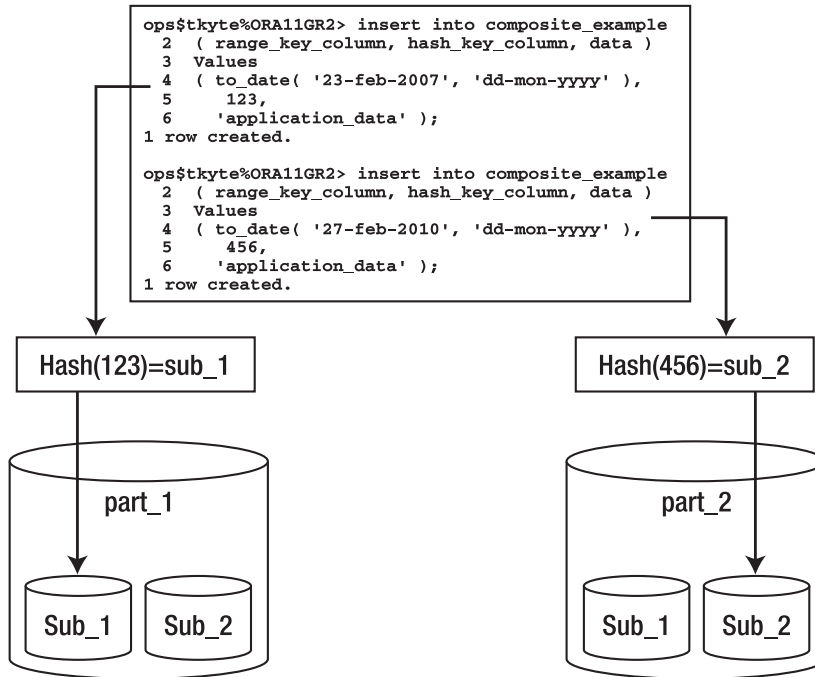 ops$tkyte%ORA11GR2> insert into composite_example
  2  ( range_key_column, hash_key_column, data )
  3  Values
  4  ( to_date( '23-feb-2007', 'dd-mon-yyyy' ),
  5     123,
  6    'application_data' );
1 row created.
ops$tkyte%ORA11GR2> insert into composite_example
  2  ( range_key_column, hash_key_column, data )
  3  Values
  4  ( to_date( '27-feb-2010', 'dd-mon-yyyy' ),
  5     456,
  6    'application_data' );
1 row created.
Hash(123)=sub_1
Hash(456)=sub_2
part_1
part_2
Sub_1
Sub_2
Sub_1
Sub_2